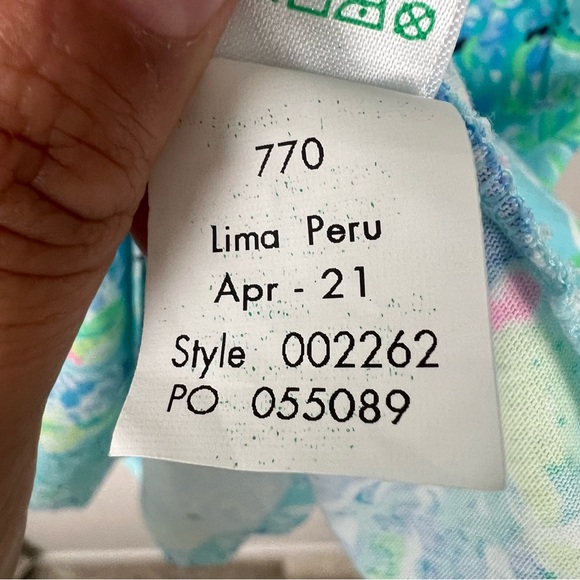 770
Lima Peru
Apr - 21
Style 002262
PO 055089